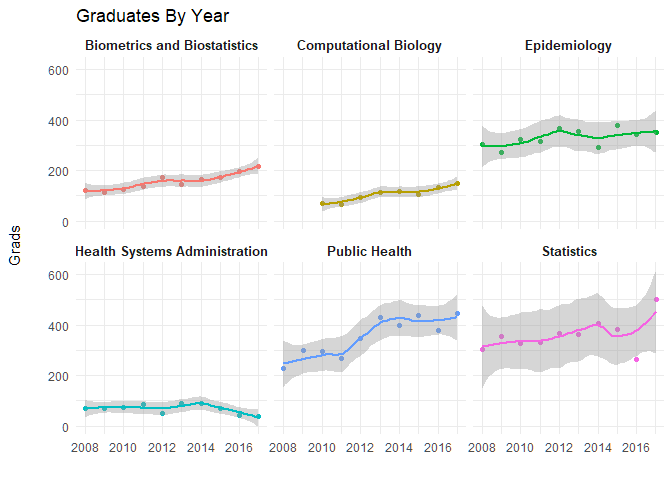 Graduates By Year
Biometrics and Biostatistics Computational Biology Epidemiology
600
400
200
0
Grads
Health Systems Administration Public Health Statistics
600
400
200
0
2008 2010 2012 2014 2016 2008 2010 2012 2014 2016 2008 2010 2012 2014 2016